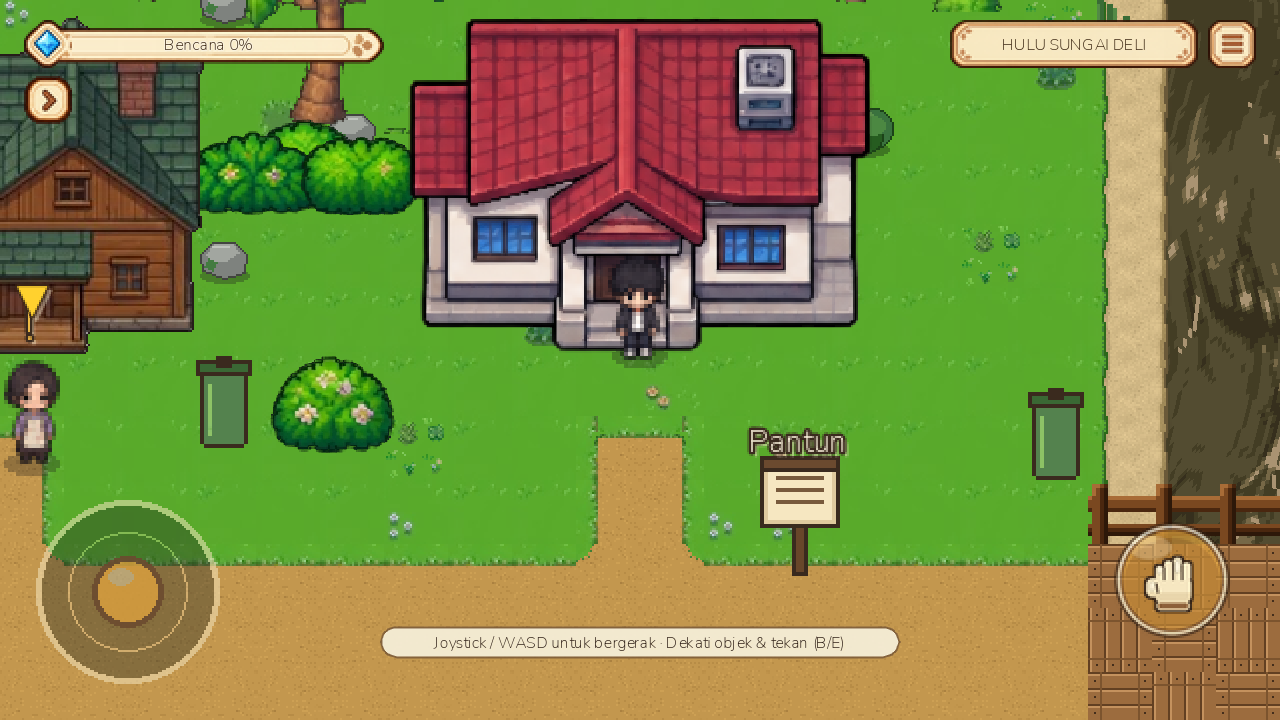 Bencana 0%
HULU SUNGAI DELI
Pantun
Joystick / WASD untuk bergerak · Dekati objek & tekan (B/E)